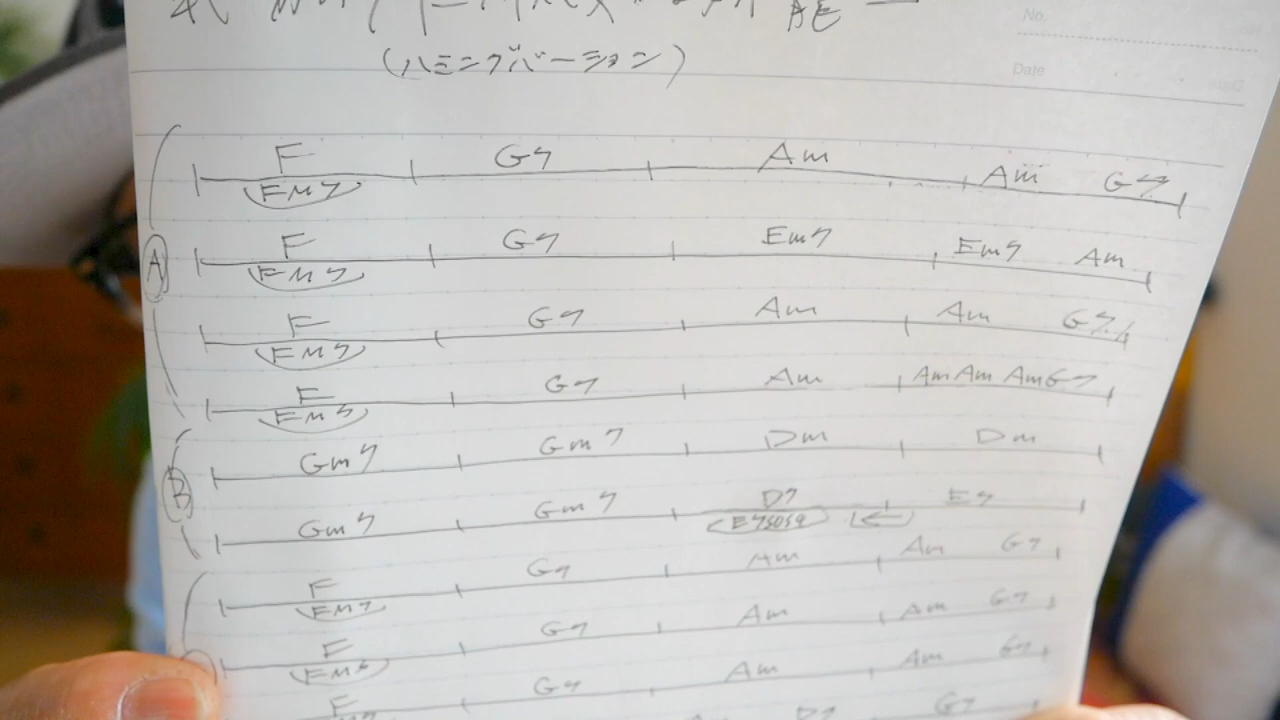 No.
(ハミングバージョン)
Date
F G7 Am Am G7
(FM7)
F G7 Em7 Em7 Am
(FM7)
A
F G7 Am Am G7
(FM7)
F G7 Am Am Am Am G7
(FM7)
Gm7 Gm7 Dm Dm
B
Gm7 Gm7 D7 E7
(E7sus4)
F G7 Am Am G7
(FM7)
F G7 Am Am G7
(FM7)
F G7 Am Am G7
D7 G7